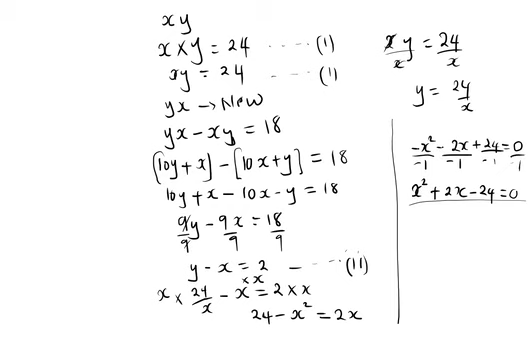 xy
x × y = 24 ------ (1)
xy = 24 ----- (1)
yx → New
yx - xy = 18
(10y + x) - [10x + y] = 18
10y + x - 10x - y = 18
9y/9 - 9x/9 = 18/9
y - x = 2 ------ (11)
x × 24/x - x × x = 2 × x
24 - x² = 2x
xy/x = 24/x
y = 24/x
-x²/-1 - 2x/-1 + 24/-1 = 0/-1
x² + 2x - 24 = 0